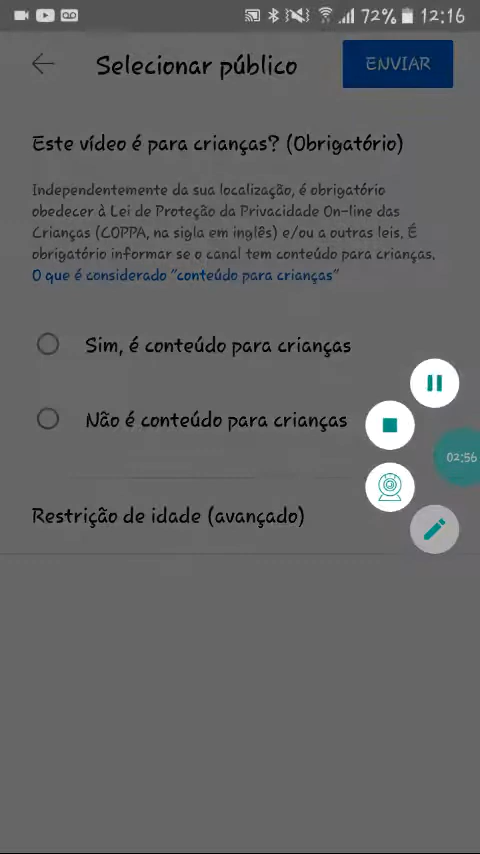 72% 12:16
Selecionar público
ENVIAR
Este vídeo é para crianças? (Obrigatório)
Independentemente da sua localização, é obrigatório
obedecer à Lei de Proteção da Privacidade On-line das
Crianças (COPPA, na sigla em inglês) e/ou a outras leis. É
obrigatório informar se o canal tem conteúdo para crianças.
O que é considerado "conteúdo para crianças"
Sim, é conteúdo para crianças
Não é conteúdo para crianças
02:56
Restrição de idade (avançado)